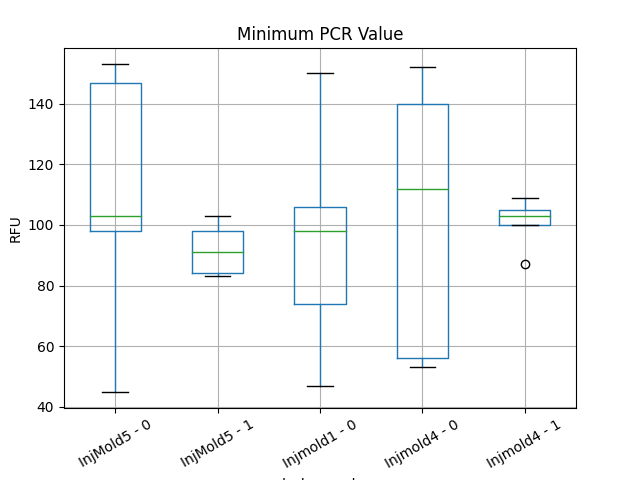 Minimum PCR Value
RFU
140
120
100
80
60
40
InjMold5 - 0
InjMold5 - 1
Injmold1 - 0
Injmold4 - 0
Injmold4 - 1